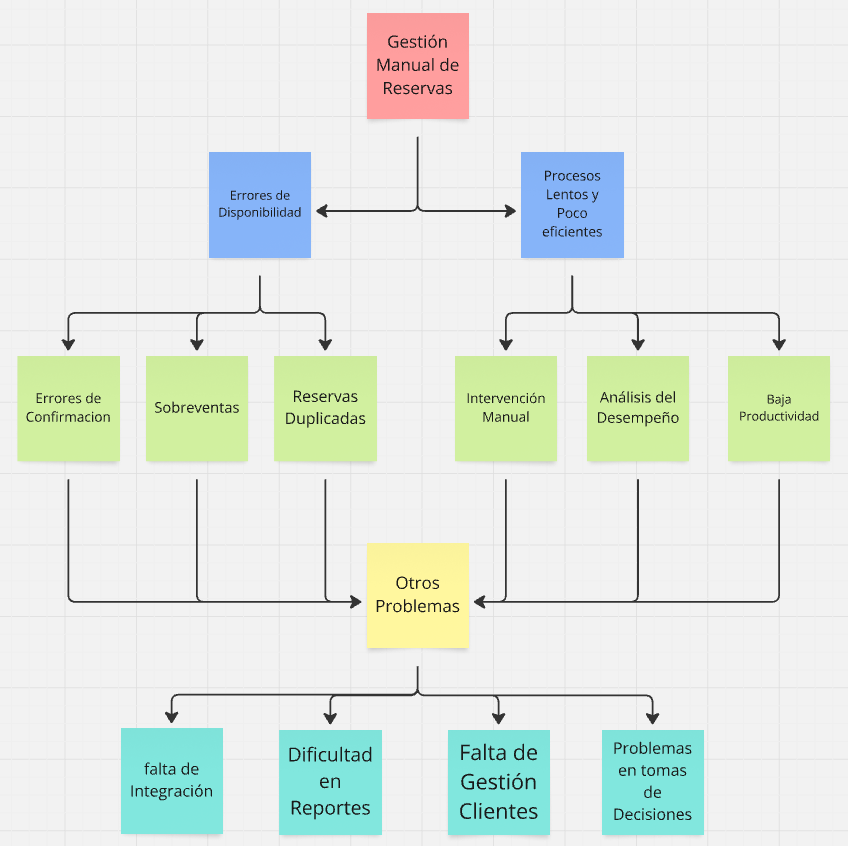 Gestión
Manual de
Reservas
Errores de
Disponibilidad
Procesos
Lentos y
Poco
eficientes
Errores de
Confirmacion
Sobreventas
Reservas
Duplicadas
Intervención
Manual
Análisis del
Desempeño
Baja
Productividad
Otros
Problemas
falta de
Integración
Dificultad
en
Reportes
Falta de
Gestión
Clientes
Problemas
en tomas
de
Decisiones